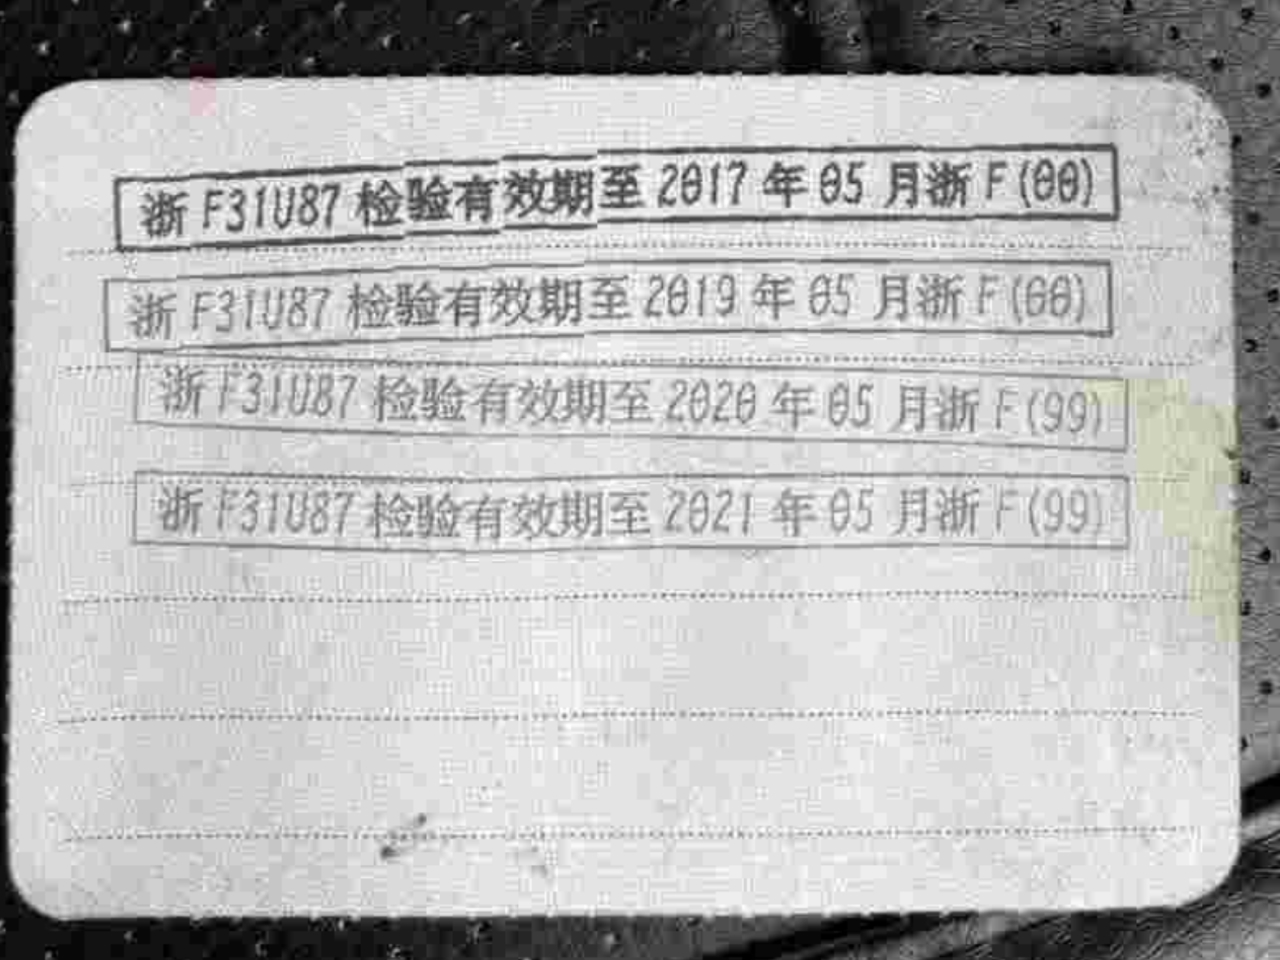 浙 F31U87 检验有效期至 2017 年 05 月浙 F(00)
浙 F31U87 检验有效期至 2019 年 05 月浙 F(00)
浙 F31U87 检验有效期至 2020 年 05 月浙 F(99)
浙 F31U87 检验有效期至 2021 年 05 月浙 F(99)